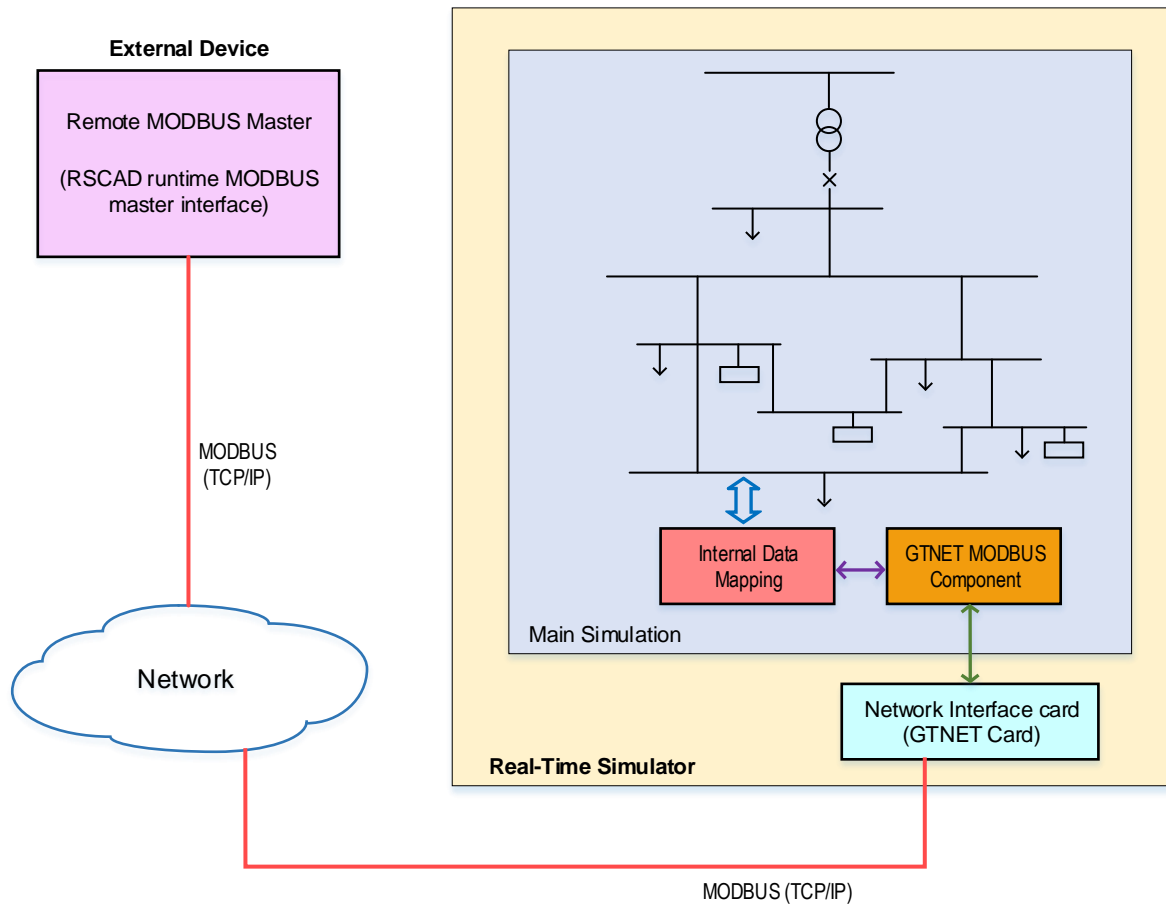 External Device
Remote MODBUS Master
(RSCAD runtime MODBUS
master interface)
MODBUS
(TCP/IP)
Network
Internal Data
Mapping
GTNET MODBUS
Component
Main Simulation
Network Interface card
(GTNET Card)
Real-Time Simulator
MODBUS (TCP/IP)